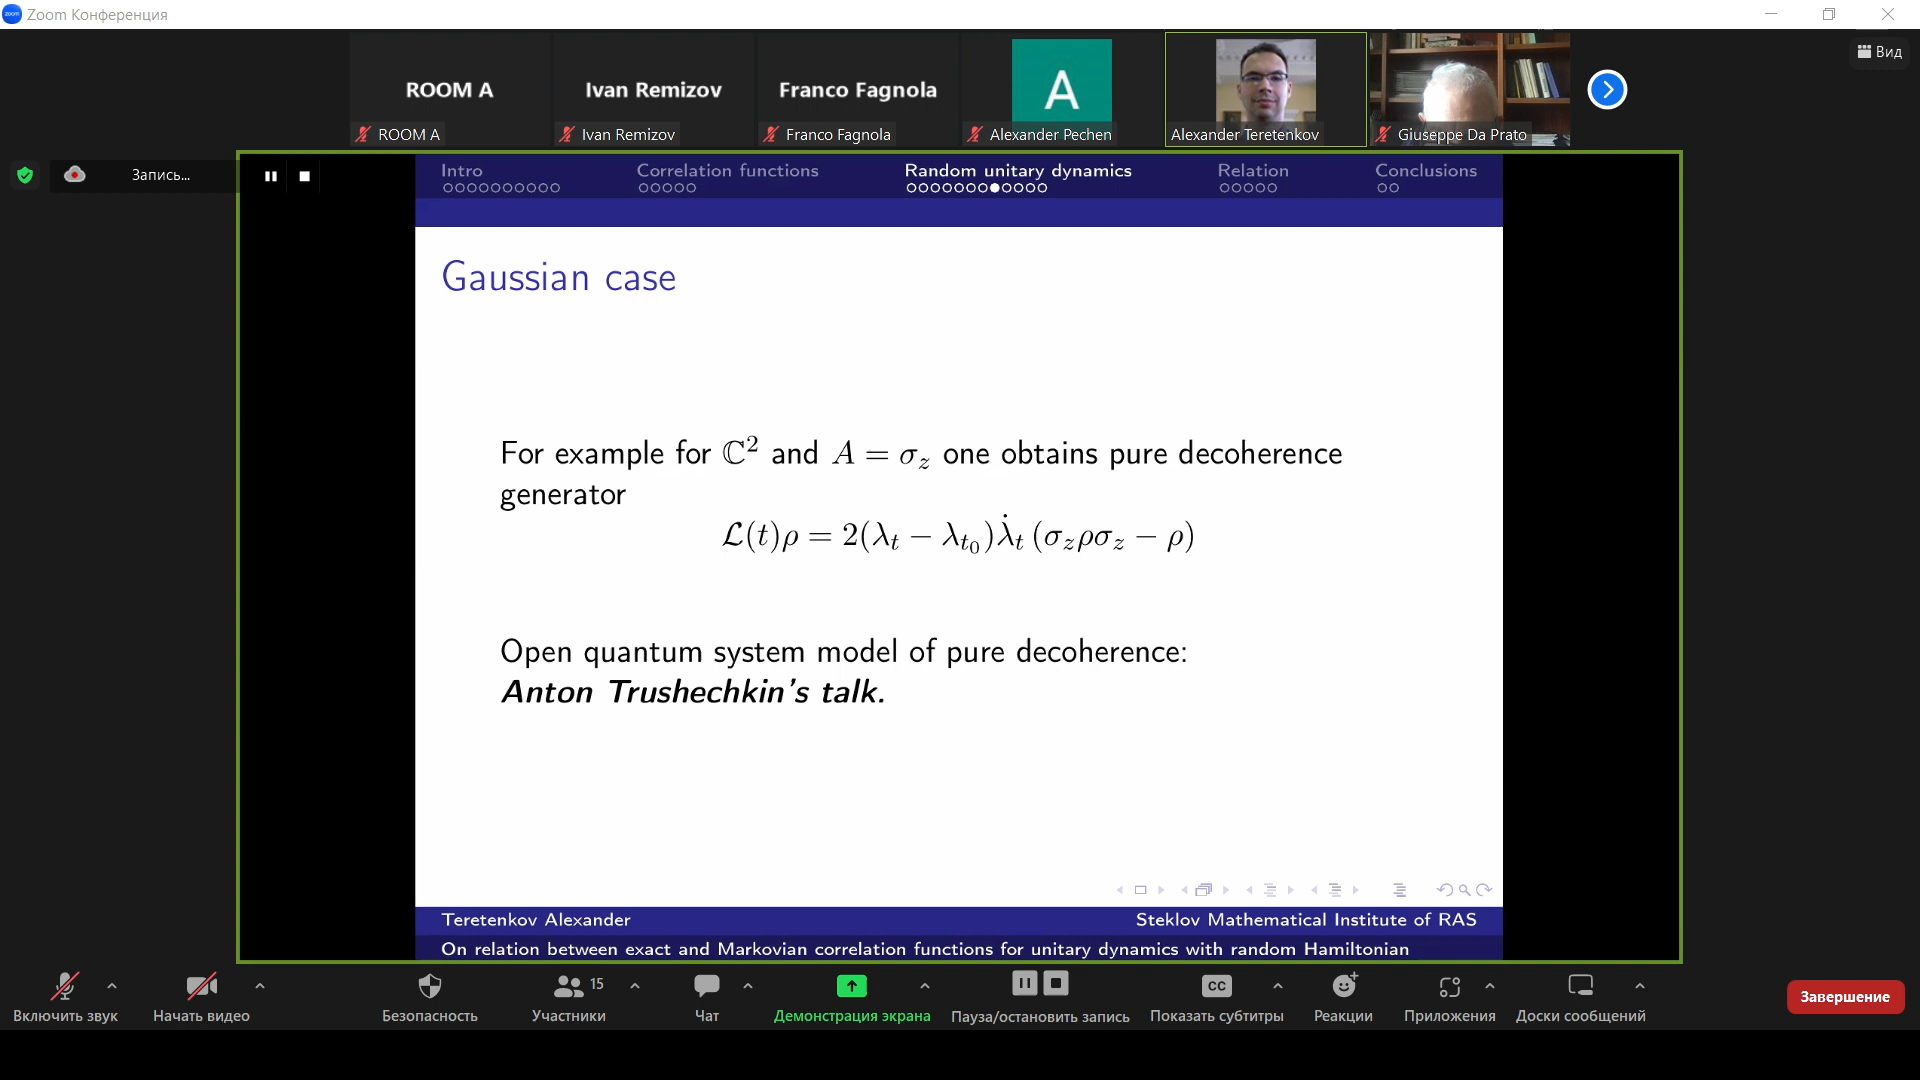 zoom Zoom Конференция
ROOM A Ivan Remizov Franco Fagnola A
ROOM A Ivan Remizov Franco Fagnola Alexander Pechen Alexander Teretenkov Giuseppe Da Prato
Вид
Запись...
Intro Correlation functions Random unitary dynamics Relation Conclusions
Gaussian case
For example for ℂ² and A = σ_z one obtains pure decoherence
generator
ℒ(t)ρ = 2(λ_t − λ_{t₀})λ̇_t (σ_zρσ_z − ρ)
Open quantum system model of pure decoherence:
Anton Trushechkin's talk.
Teretenkov Alexander Steklov Mathematical Institute of RAS
On relation between exact and Markovian correlation functions for unitary dynamics with random Hamiltonian
15 CC
Включить звук Начать видео Безопасность Участники Чат Демонстрация экрана Пауза/остановить запись Показать субтитры Реакции Приложения Доски сообщений Завершение